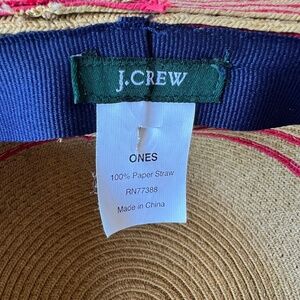 J.CREW
ONES
100% Paper Straw
RN77388
Made in China